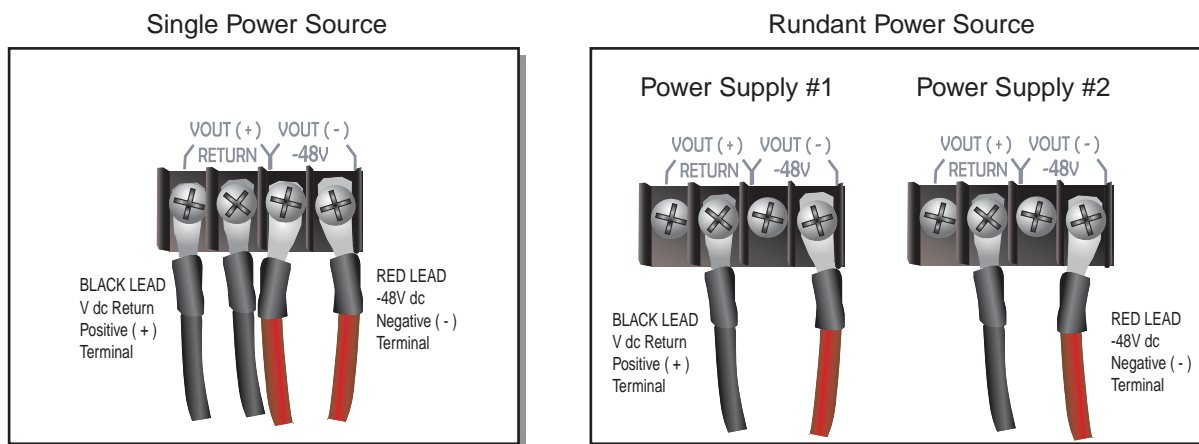 Single Power Source
VOUT ( + ) VOUT ( - )
RETURN -48V
BLACK LEAD
V dc Return
Positive ( + )
Terminal
RED LEAD
-48V dc
Negative ( - )
Terminal
Rundant Power Source
Power Supply #1
VOUT ( + ) VOUT ( - )
RETURN -48V
BLACK LEAD
V dc Return
Positive ( + )
Terminal
Power Supply #2
VOUT ( + ) VOUT ( - )
RETURN -48V
RED LEAD
-48V dc
Negative ( - )
Terminal